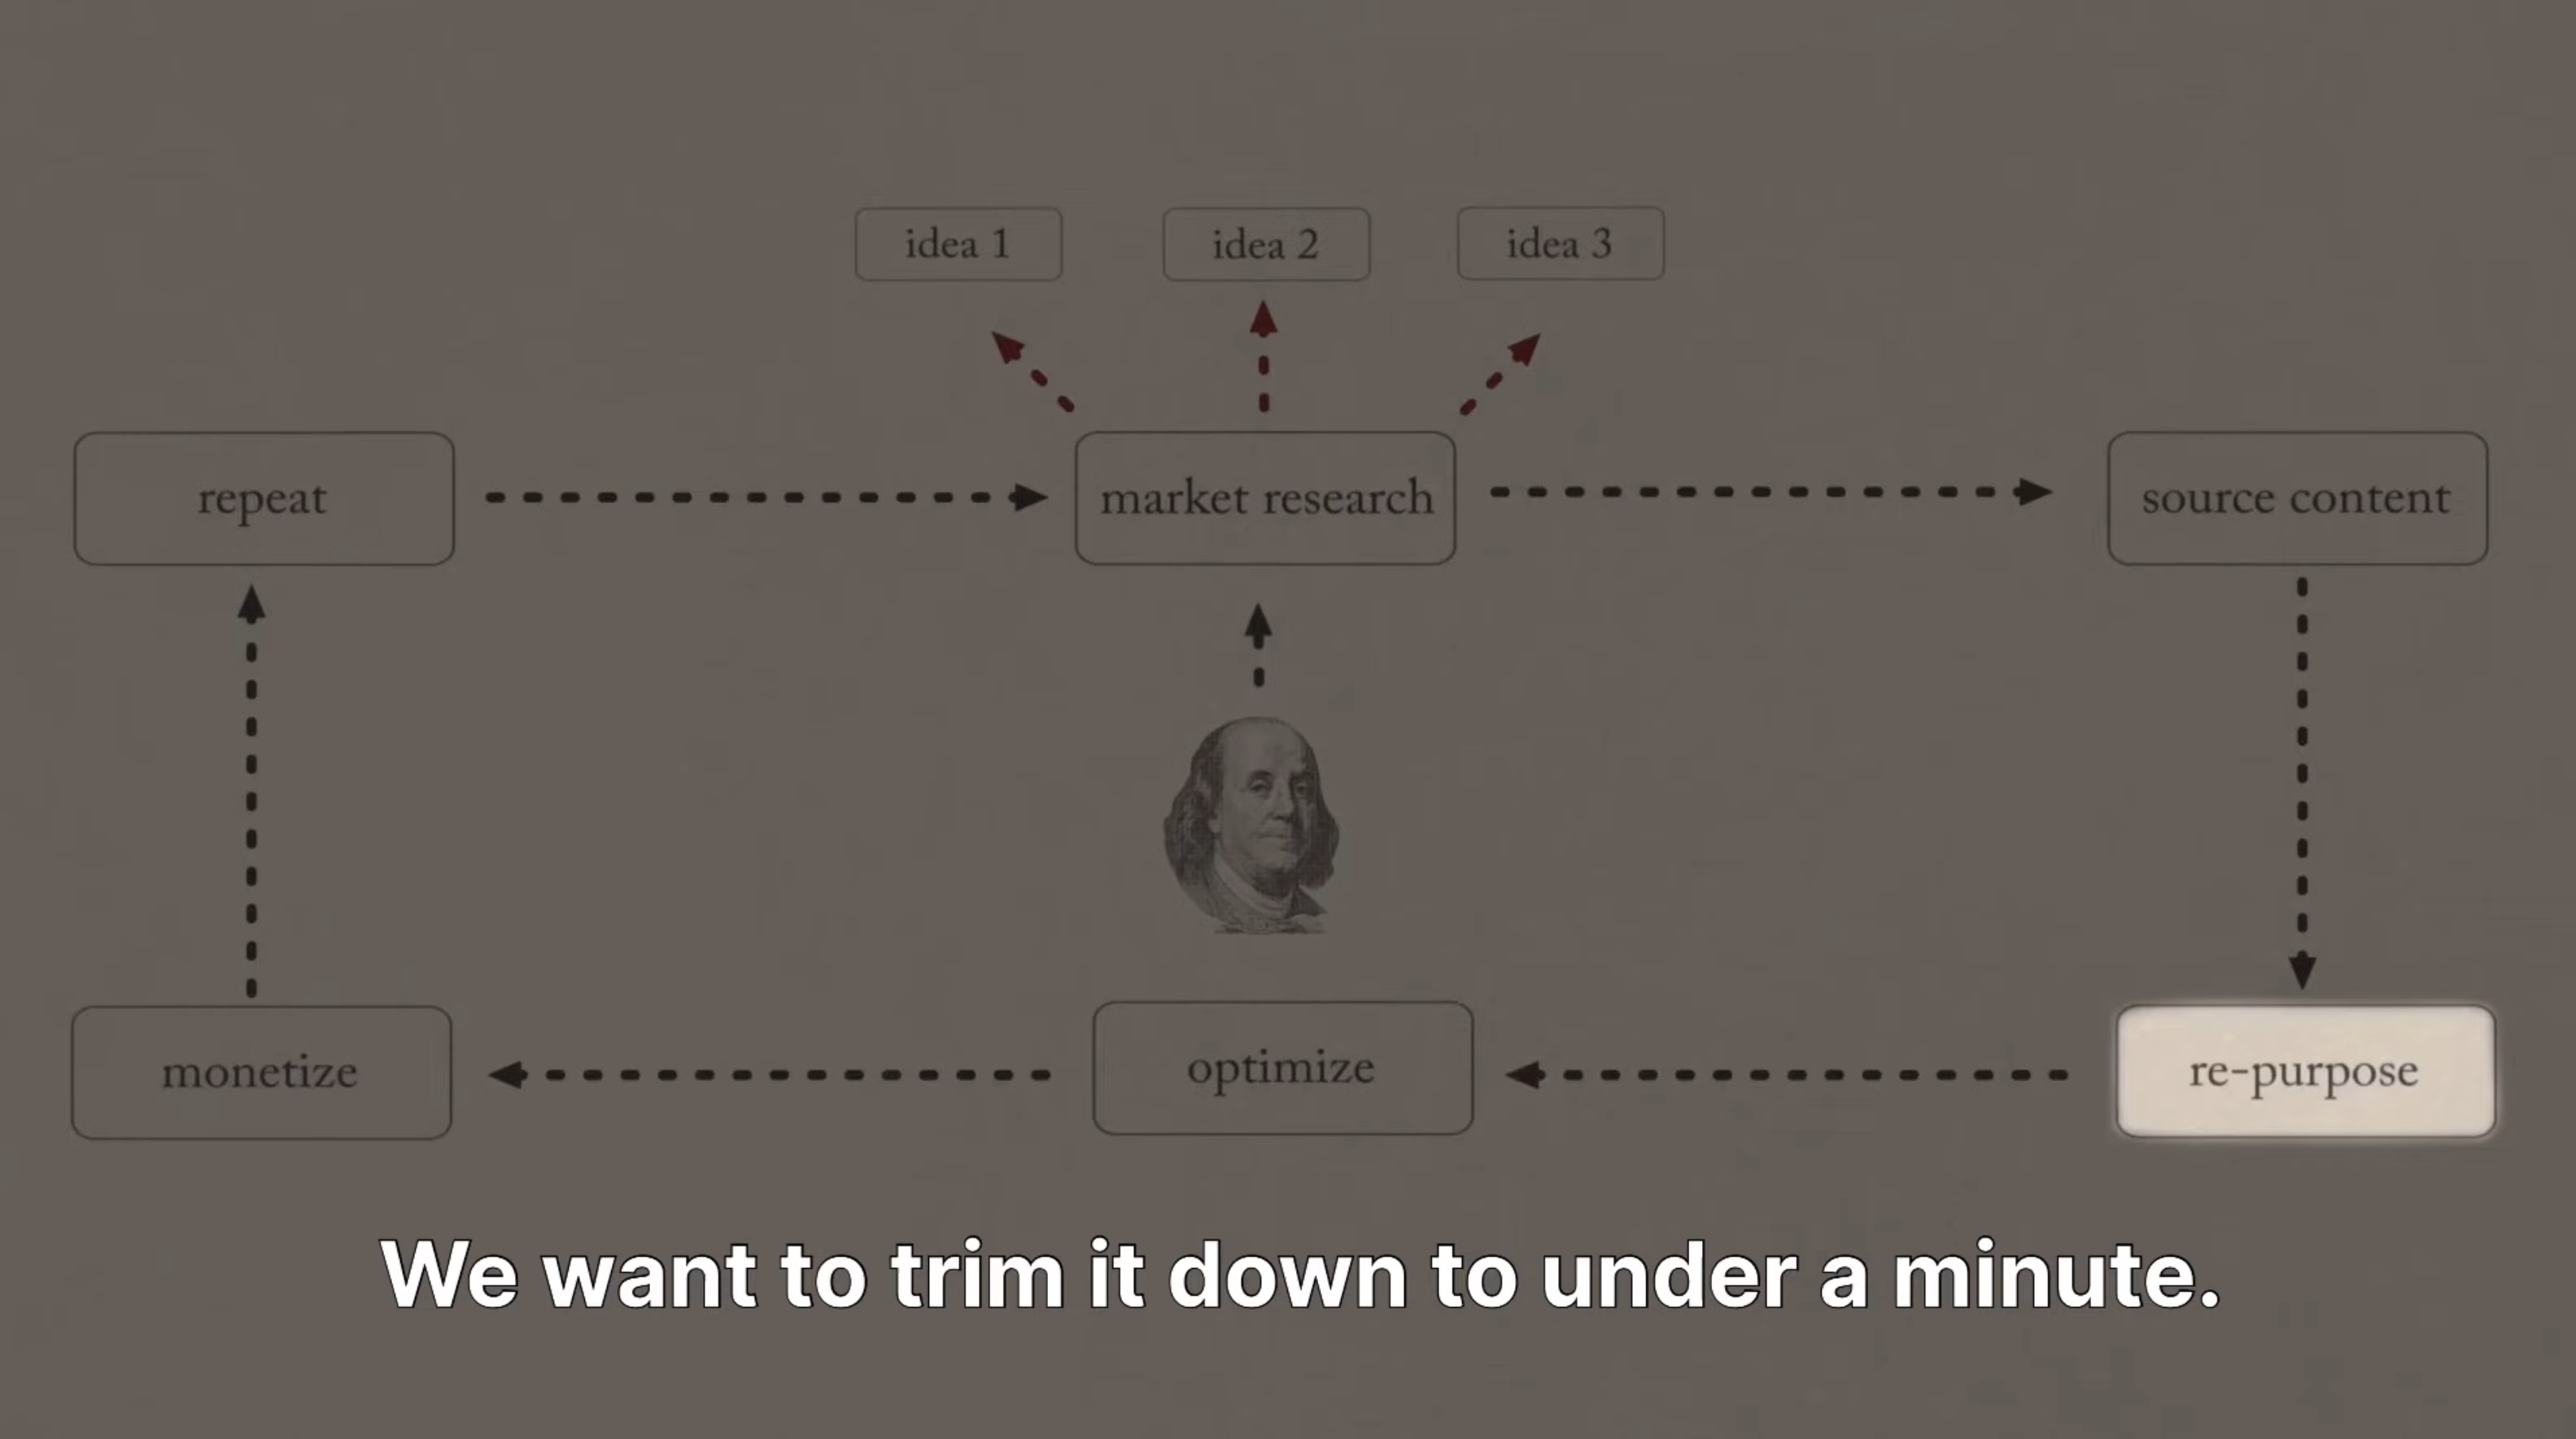 idea 1
idea 2
idea 3
repeat
market research
source content
monetize
optimize
re-purpose
We want to trim it down to under a minute.